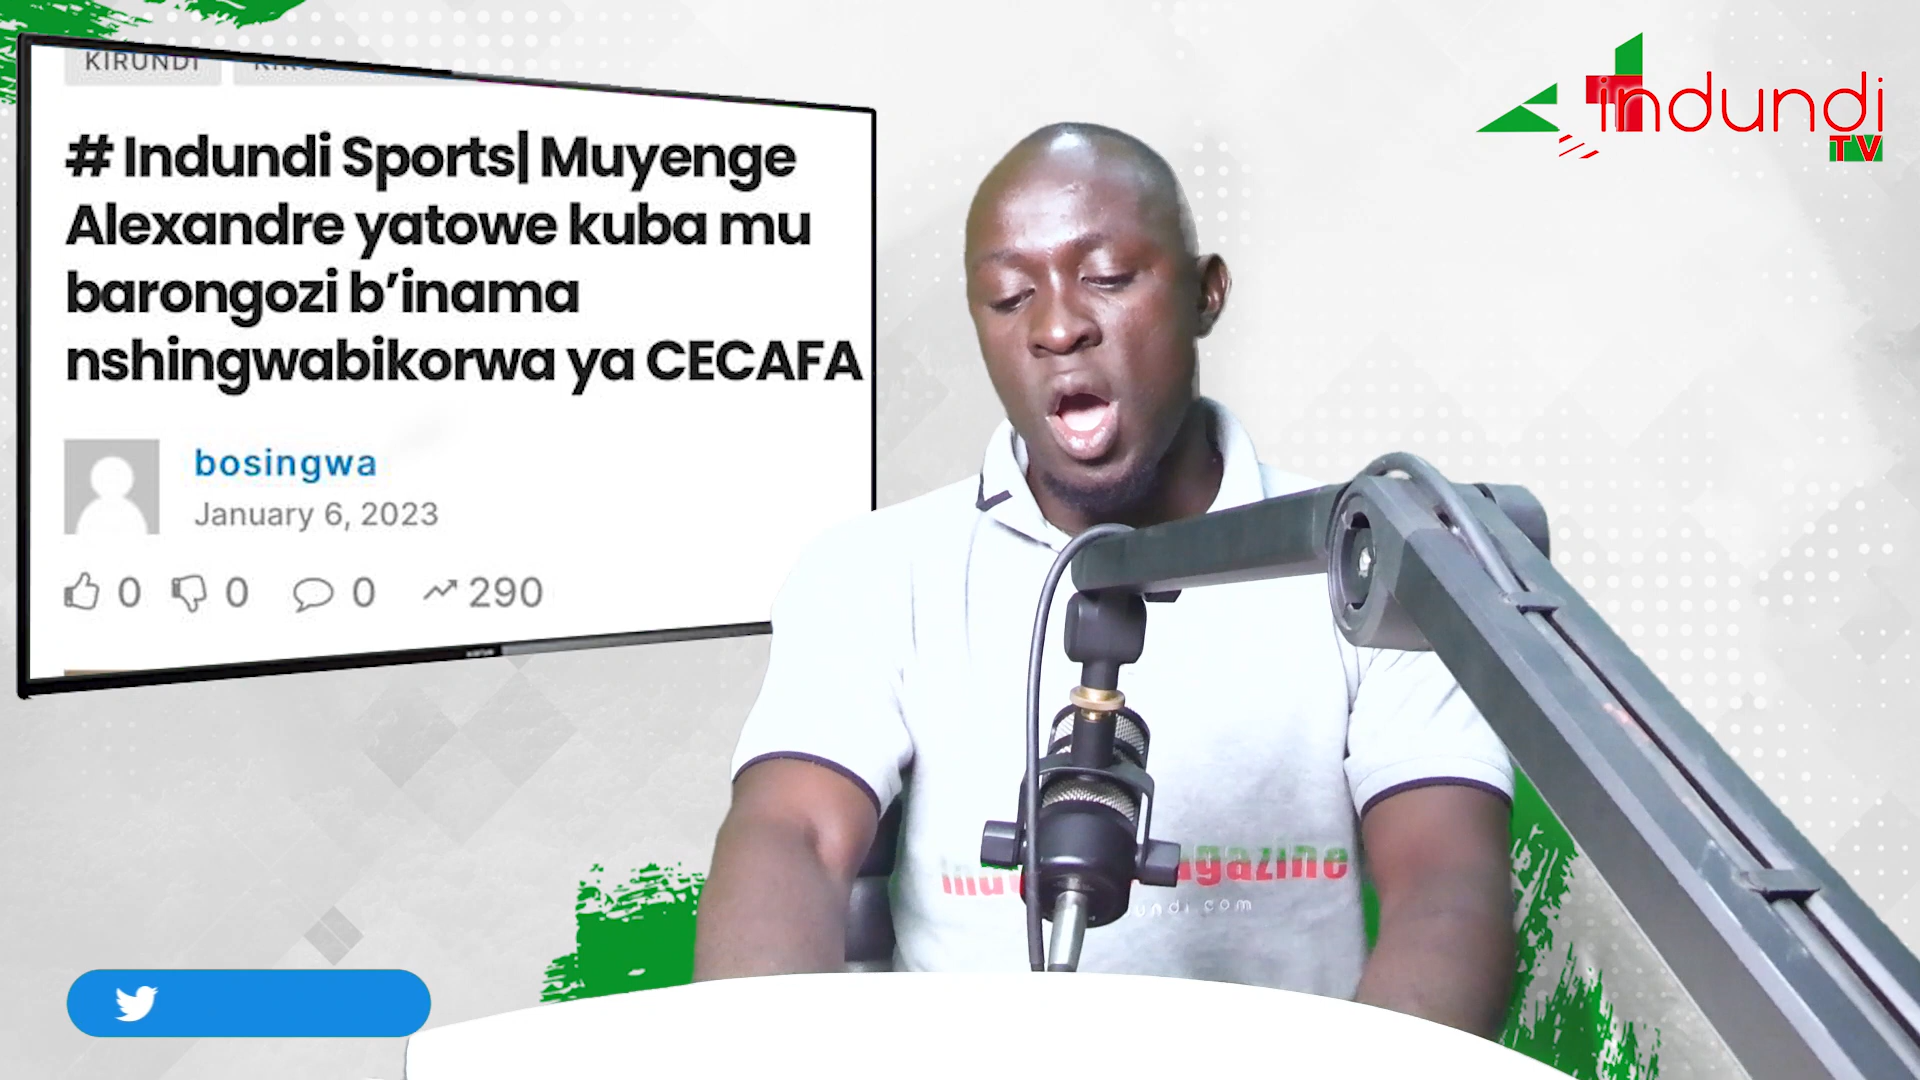 KIRUNDI
# Indundi Sports| Muyenge
Alexandre yatowe kuba mu
barongozi b’inama
nshingwabikorwa ya CECAFA
bosingwa
January 6, 2023
0 0 0 290
indundi
TV